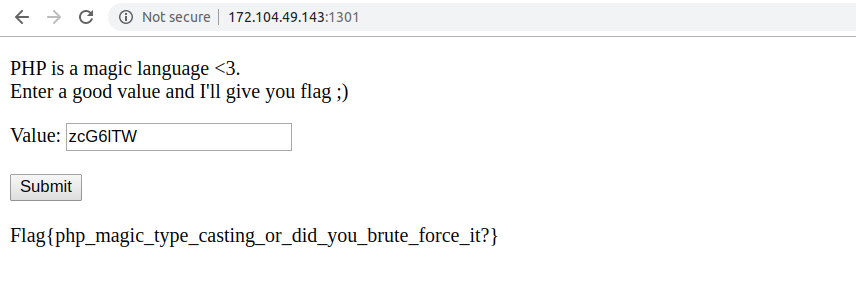 Not secure | 172.104.49.143:1301
PHP is a magic language <3.
Enter a good value and I'll give you flag ;)
Value: zcG6lTW
Submit
Flag{php_magic_type_casting_or_did_you_brute_force_it?}